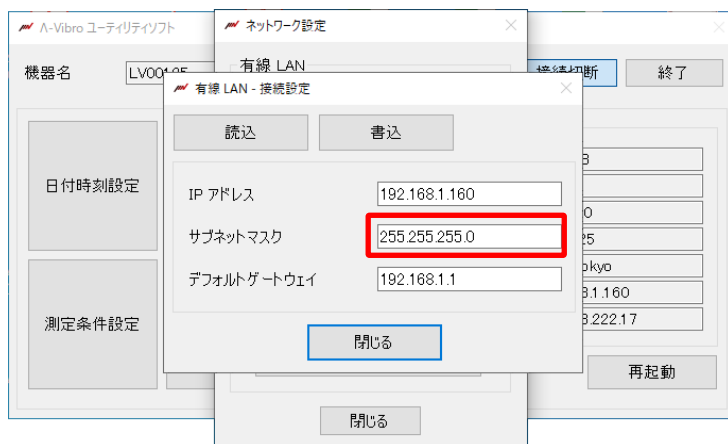 Λ-Vibro ユーティリティソフト
ネットワーク設定
機器名
有線 LAN
終了
有線 LAN - 接続設定
読込
書込
日付時刻設定
IP アドレス
192.168.1.160
サブネットマスク
255.255.255.0
デフォルトゲートウェイ
192.168.1.1
測定条件設定
閉じる
再起動
閉じる